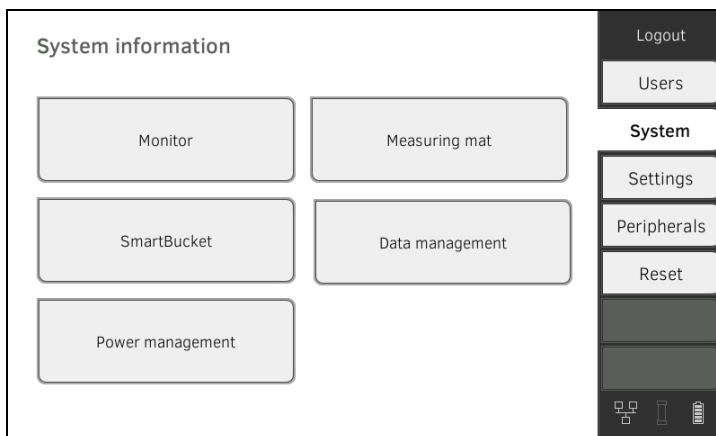 System information
Monitor
Measuring mat
SmartBucket
Data management
Power management
Logout
Users
System
Settings
Peripherals
Reset